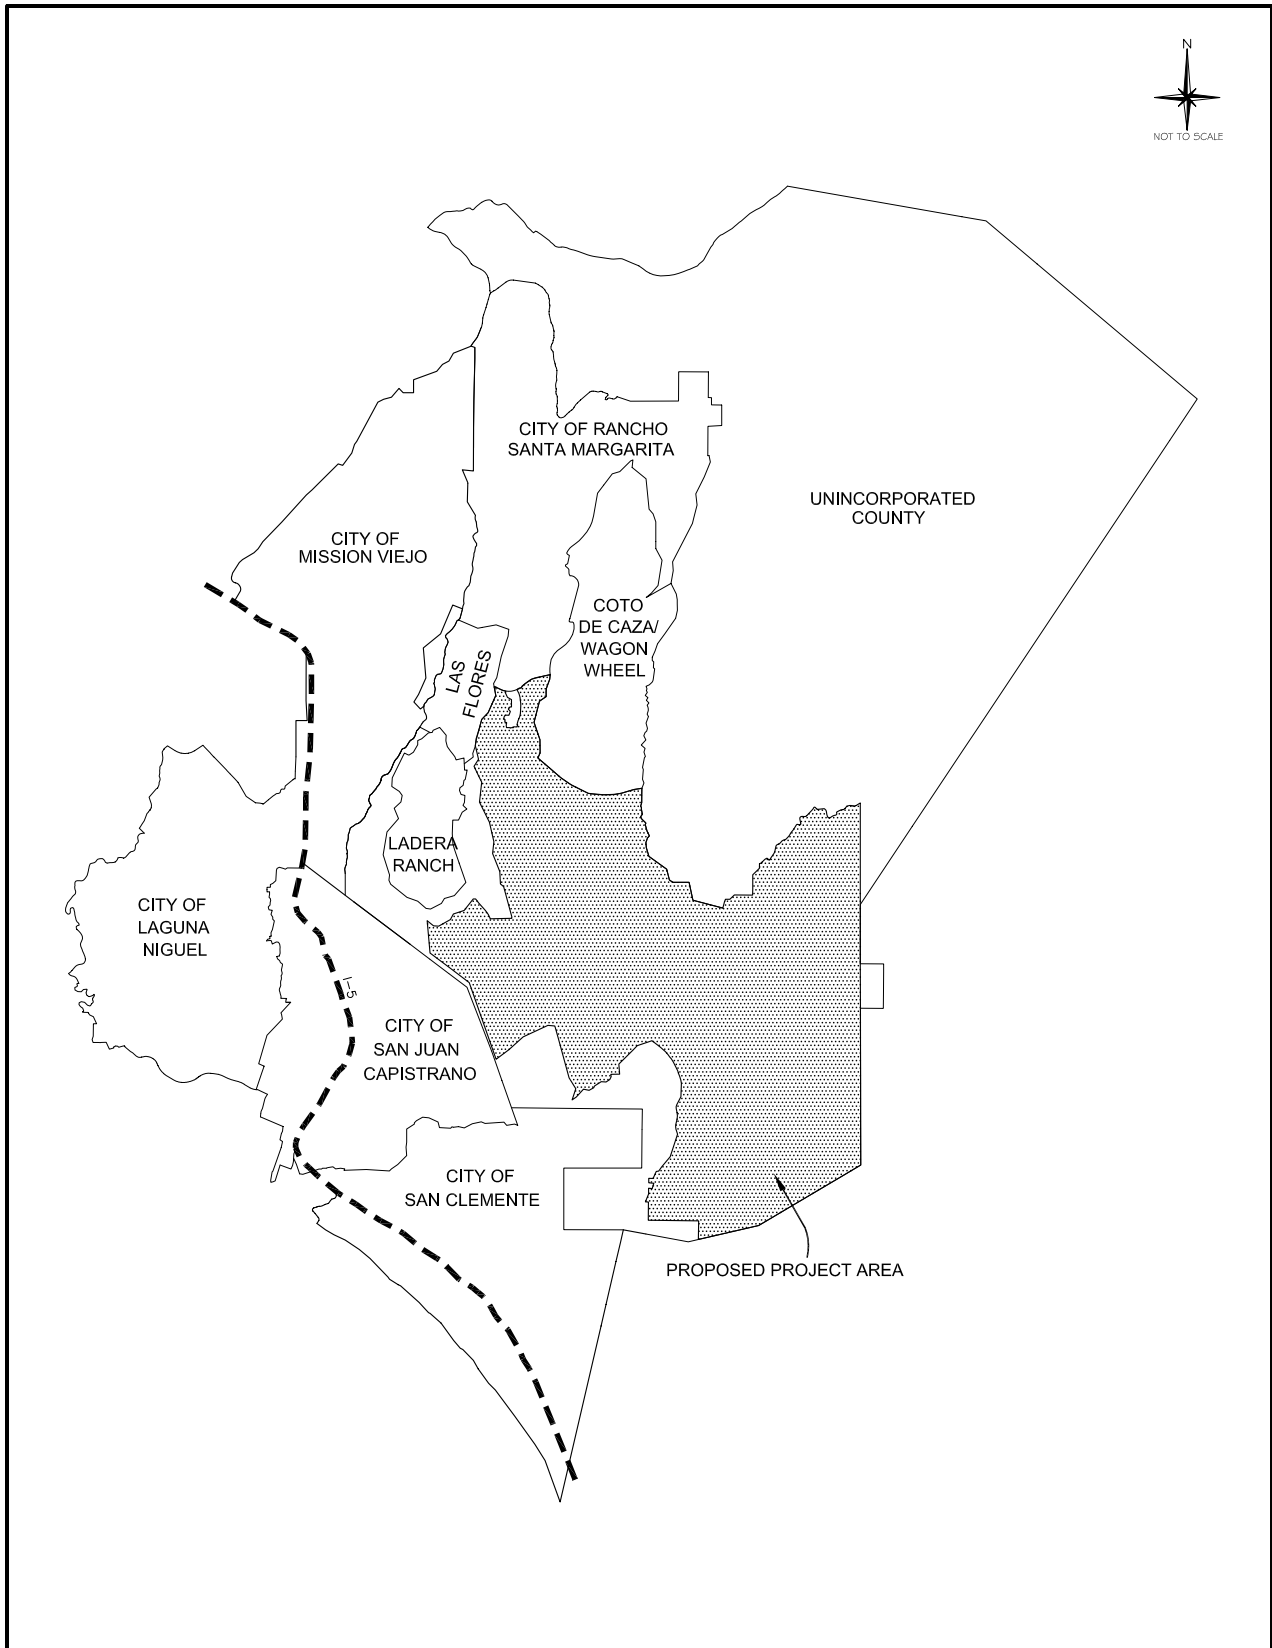 N
NOT TO SCALE
CITY OF RANCHO
SANTA MARGARITA
UNINCORPORATED
COUNTY
CITY OF
MISSION VIEJO
COTO
DE CAZA/
WAGON
WHEEL
LAS
FLORES
LADERA
RANCH
CITY OF
LAGUNA
NIGUEL
I-5
CITY OF
SAN JUAN
CAPISTRANO
CITY OF
SAN CLEMENTE
PROPOSED PROJECT AREA